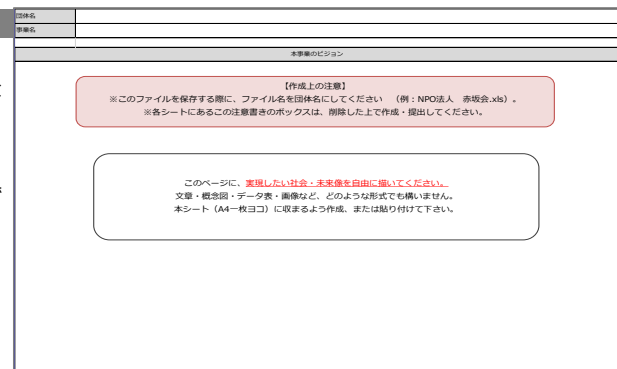 団体名
事業名
本事業のビジョン
【作成上の注意】
※このファイルを保存する際に、ファイル名を団体名にしてください　（例：NPO法人　赤坂会.xls）．
※各シートにあるこの注意書きのボックスは、削除した上で作成・提出してください。
このページに、実現したい社会・未来像を自由に描いてください。
文章・概念図・データ表・画像など、どのような形式でも構いません。
本シート（A4一枚ヨコ）に収まるよう作成、または貼り付けて下さい。